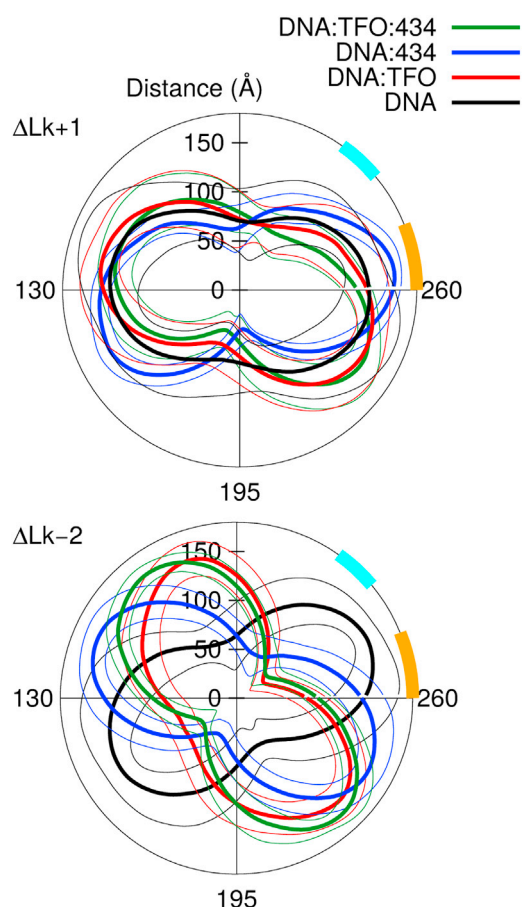 DNA:TFO:434
DNA:434
DNA:TFO
DNA
Distance (Å)
ΔLk+1
150
100
50
0
130
260
195
ΔLk−2
150
100
50
0
130
260
195